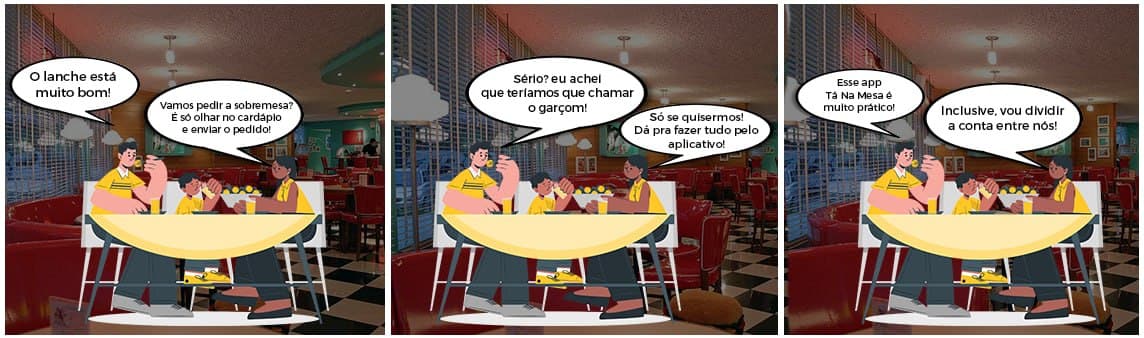 O lanche está
muito bom!
Vamos pedir a sobremesa?
É só olhar no cardápio
e enviar o pedido!
Sério? eu achei
que teríamos que chamar
o garçom!
Só se quisermos!
Dá pra fazer tudo pelo
aplicativo!
Esse app
Tá Na Mesa é
muito prático!
Inclusive, vou dividir
a conta entre nós!